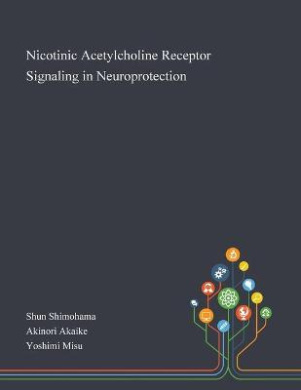 Nicotinic Acetylcholine Receptor
Signaling in Neuroprotection
Shun Shimohama
Akinori Akaike
Yoshimi Misu